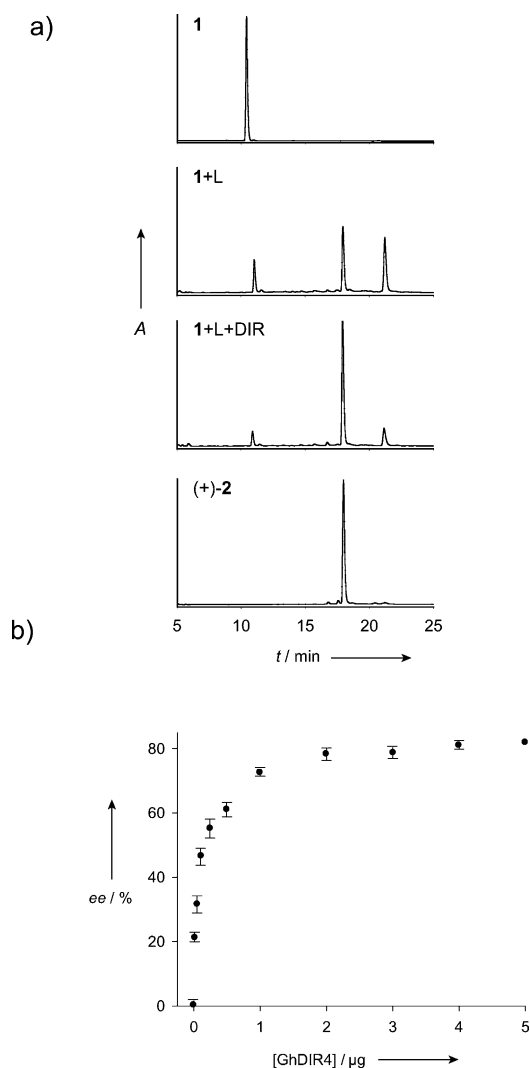 a)
1
1+L
A
1+L+DIR
(+)-2
5 10 15 20 25
t / min
b)
80
60
40
ee / %
20
0
0 1 2 3 4 5
[GhDIR4] / µg